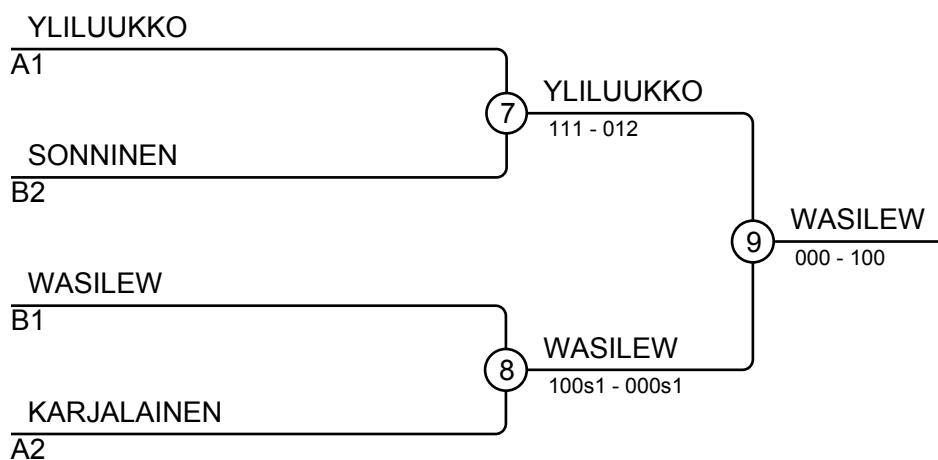 YLILUUKKO
A1
7
YLILUUKKO
111 - 012
SONNINEN
B2
9
WASILEW
000 - 100
WASILEW
B1
8
WASILEW
100s1 - 000s1
KARJALAINEN
A2